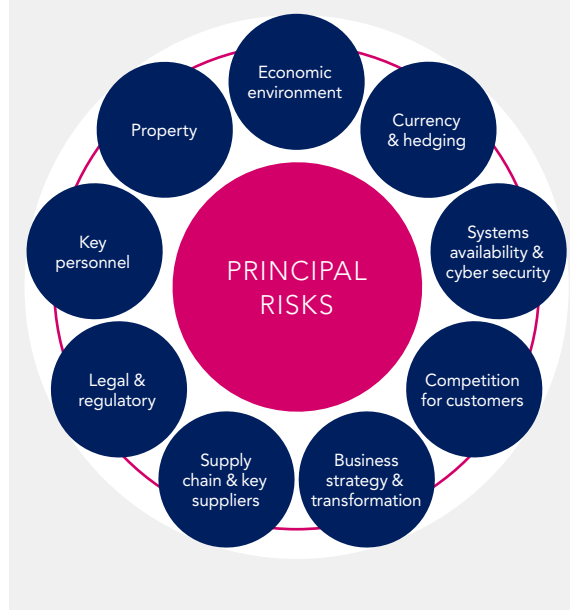 Economic
environment
Currency
& hedging
Systems
availability &
cyber security
Competition
for customers
Business
strategy &
transformation
Supply
chain & key
suppliers
Legal &
regulatory
Key
personnel
Property
PRINCIPAL
RISKS